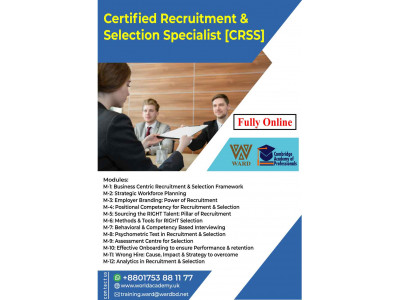 Certified Recruitment &
Selection Specialist [CRSS]
Fully Online
WARD
Cambridge
Academy of
Professionals
Modules:
M-1: Business Centric Recruitment & Selection Framework
M-2: Strategic Workforce Planning
M-3: Employer Branding: Power of Recruitment
M-4: Positional Competency for Recruitment & Selection
M-5: Sourcing the RIGHT Talent: Pillar of Recruitment
M-6: Methods & Tools for RIGHT Selection
M-7: Behavioral & Competency Based Interviewing
M-8: Psychometric Test in Recruitment & Selection
M-9: Assessment Centre for Selection
M-10: Effective Onboarding to ensure Performance & retention
M-11: Wrong Hire: Cause, Impact & Strategy to overcome
M-12: Analytics in Recruitment & Selection
+8801753 88 11 77
www.worldacademy.uk
training.ward@wardbd.net